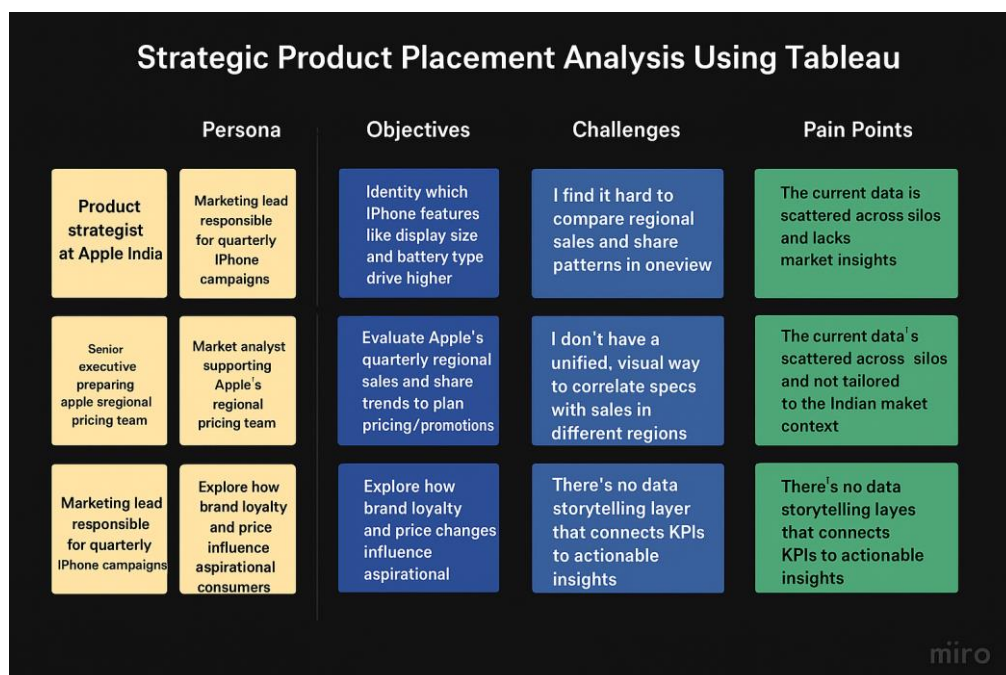 Strategic Product Placement Analysis Using Tableau
Persona
Objectives
Challenges
Pain Points
Product
strategist
at Apple India
Marketing lead
responsible
for quarterly
IPhone
campaigns
Identity which
IPhone features
like display size
and battery type
drive higher
I find it hard to
compare regional
sales and share
patterns in oneview
The current data is
scattered across silos
and lacks
market insights
Senior
executive
preparing
apple sregional
pricing team
Market analyst
supporting
Apple's
regional
pricing team
Evaluate Apple's
quarterly regional
sales and share
trends to plan
pricing/promotions
I don't have a
unified, visual way
to correlate specs
with sales in
different regions
The current data's
scattered across silos
and not tailored
to the Indian maket
context
Marketing lead
responsible
for quarterly
IPhone campaigns
Explore how
brand loyalty
and price
influence
aspirational
consumers
Explore how
brand loyalty
and price changes
influence
aspirational
There's no data
storytelling layer
that connects KPIs
to actionable
insights
There's no data
storytelling layes
that connects
KPIs to actionable
insights
miro